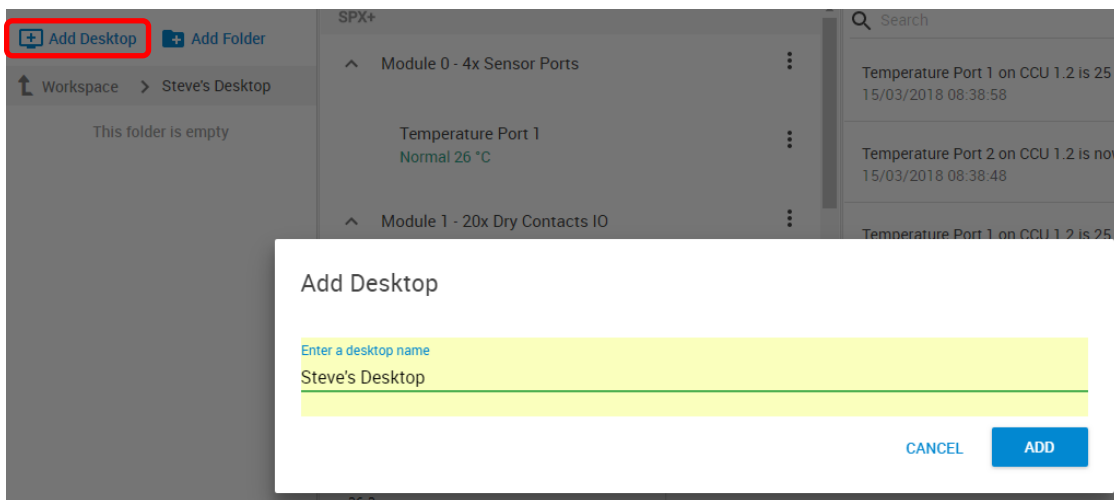 Add Desktop
Add Folder
Workspace > Steve's Desktop
This folder is empty
SPX+
Module 0 - 4x Sensor Ports
Temperature Port 1
Normal 26 °C
Module 1 - 20x Dry Contacts IO
Search
Temperature Port 1 on CCU 1.2 is 25
15/03/2018 08:38:58
Temperature Port 2 on CCU 1.2 is now
15/03/2018 08:38:48
Temperature Port 1 on CCU 1.2 is 25
Add Desktop
Enter a desktop name
Steve's Desktop
CANCEL
ADD